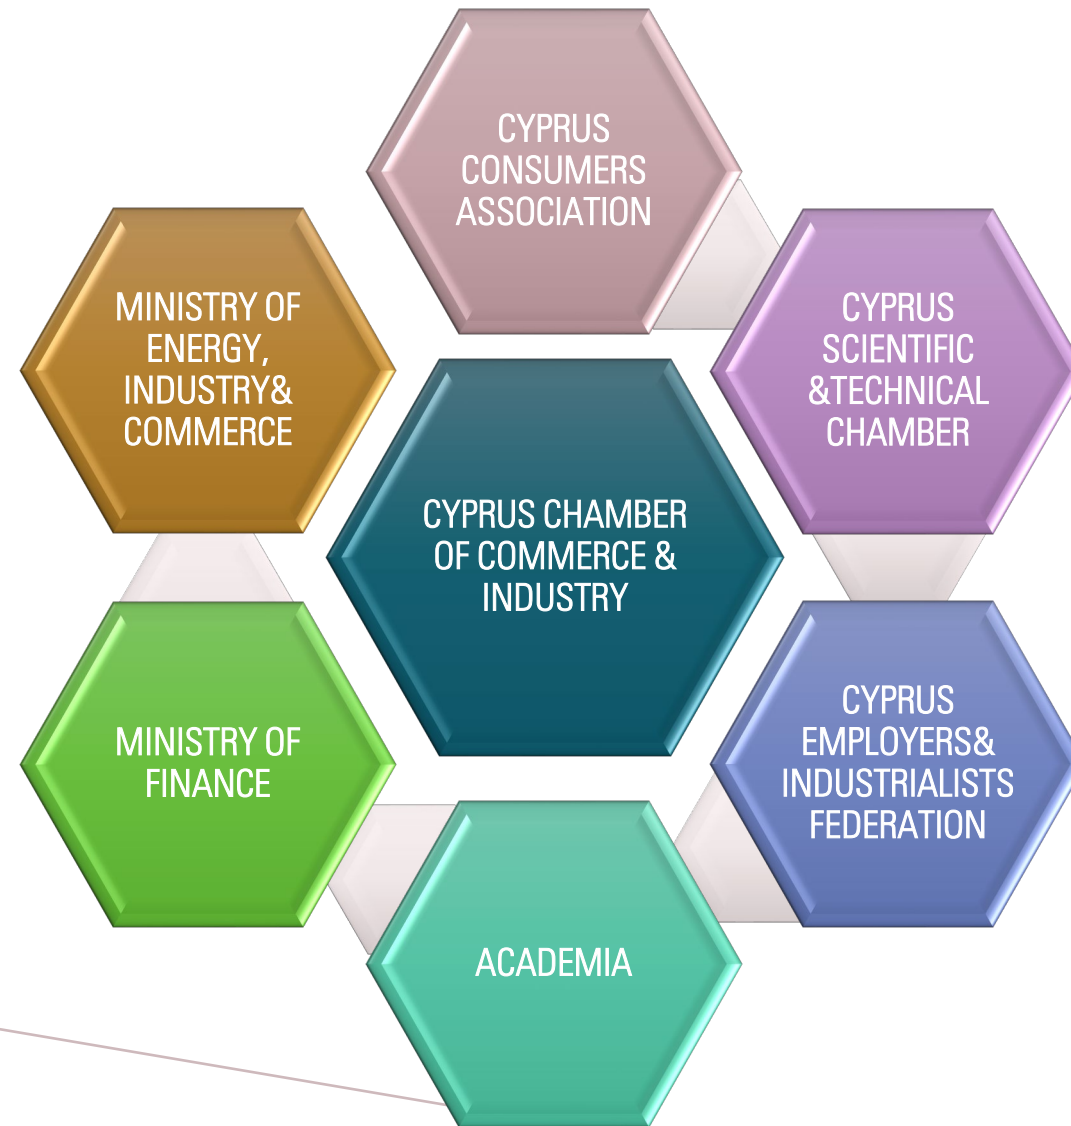 CYPRUS
CONSUMERS
ASSOCIATION
MINISTRY OF
ENERGY,
INDUSTRY&
COMMERCE
CYPRUS
SCIENTIFIC
&TECHNICAL
CHAMBER
CYPRUS CHAMBER
OF COMMERCE &
INDUSTRY
MINISTRY OF
FINANCE
CYPRUS
EMPLOYERS&
INDUSTRIALISTS
FEDERATION
ACADEMIA